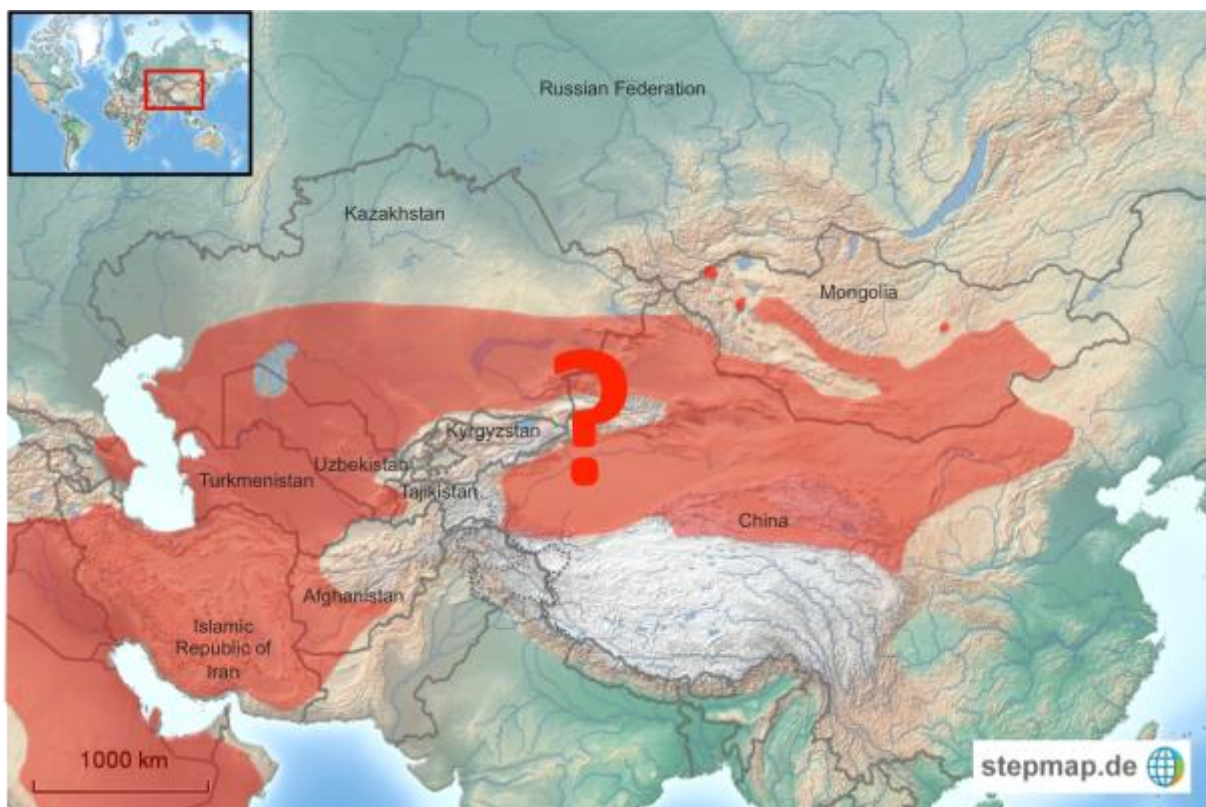 Russian Federation
Kazakhstan
Mongolia
?
Kyrgyzstan
Uzbekistan
Tajikistan
Turkmenistan
China
Afghanistan
Islamic
Republic of
Iran
1000 km
stepmap.de